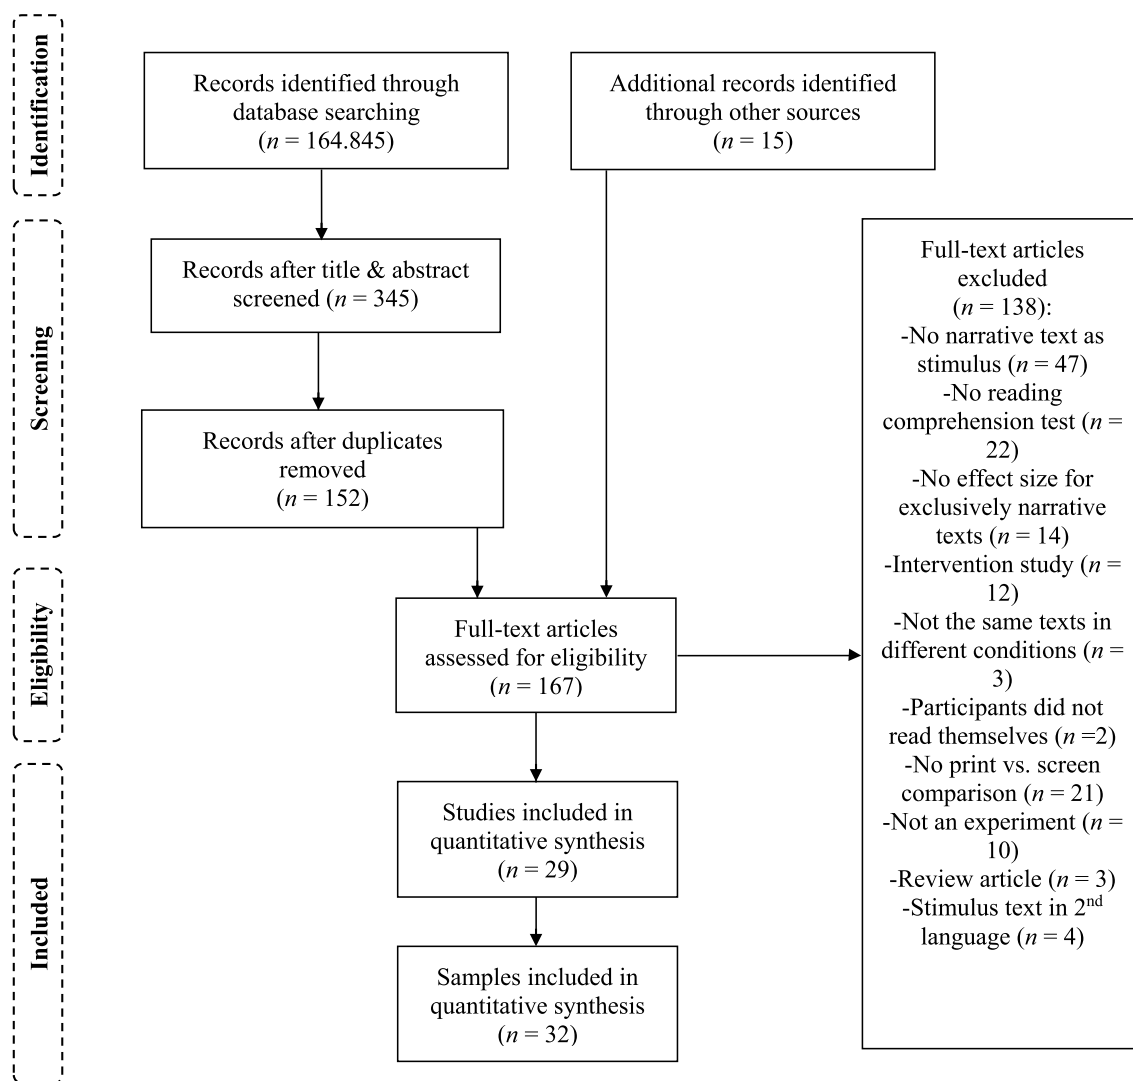 Identification
Records identified through
database searching
(n = 164.845)
Additional records identified
through other sources
(n = 15)
Screening
Records after title & abstract
screened (n = 345)
Records after duplicates
removed
(n = 152)
Full-text articles
excluded
(n = 138):
-No narrative text as
stimulus (n = 47)
-No reading
comprehension test (n =
22)
-No effect size for
exclusively narrative
texts (n = 14)
-Intervention study (n =
12)
-Not the same texts in
different conditions (n =
3)
-Participants did not
read themselves (n =2)
-No print vs. screen
comparison (n = 21)
-Not an experiment (n =
10)
-Review article (n = 3)
-Stimulus text in 2nd
language (n = 4)
Eligibility
Full-text articles
assessed for eligibility
(n = 167)
Included
Studies included in
quantitative synthesis
(n = 29)
Samples included in
quantitative synthesis
(n = 32)